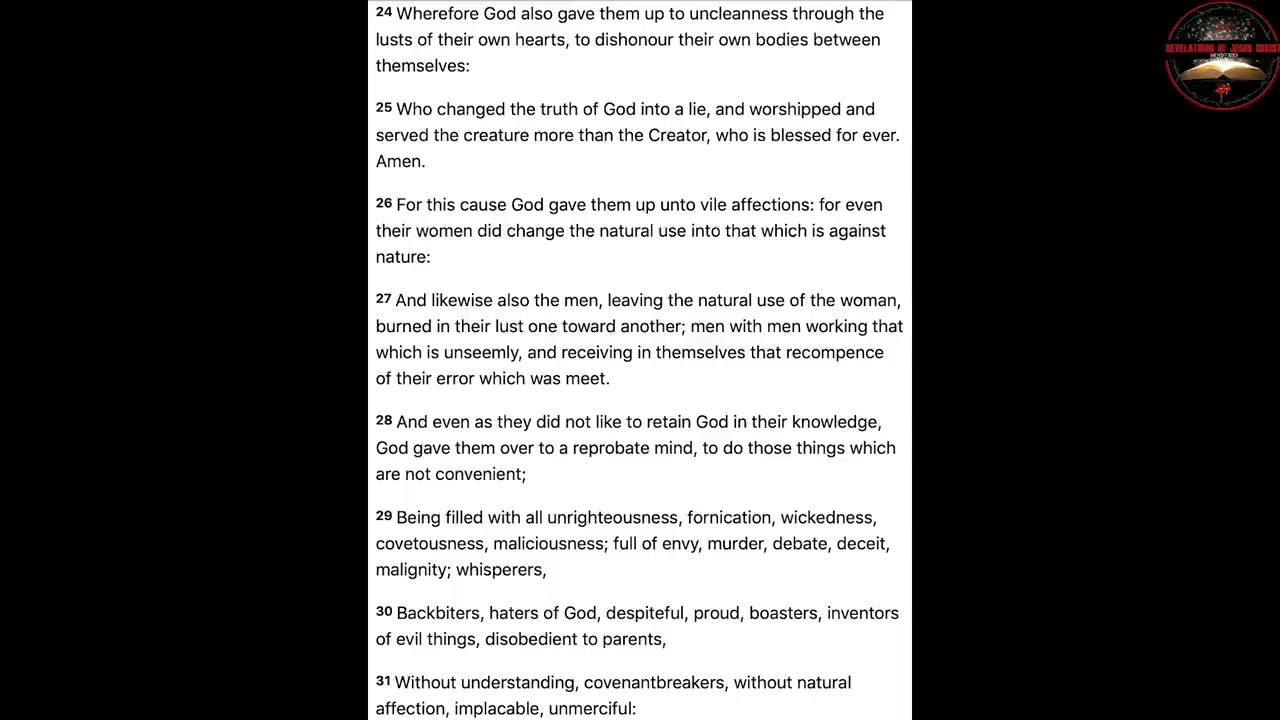 24 Wherefore God also gave them up to uncleanness through the
lusts of their own hearts, to dishonour their own bodies between
themselves:
25 Who changed the truth of God into a lie, and worshipped and
served the creature more than the Creator, who is blessed for ever.
Amen.
26 For this cause God gave them up unto vile affections: for even
their women did change the natural use into that which is against
nature:
27 And likewise also the men, leaving the natural use of the woman,
burned in their lust one toward another; men with men working that
which is unseemly, and receiving in themselves that recompence
of their error which was meet.
28 And even as they did not like to retain God in their knowledge,
God gave them over to a reprobate mind, to do those things which
are not convenient;
29 Being filled with all unrighteousness, fornication, wickedness,
covetousness, maliciousness; full of envy, murder, debate, deceit,
malignity; whisperers,
30 Backbiters, haters of God, despiteful, proud, boasters, inventors
of evil things, disobedient to parents,
31 Without understanding, covenantbreakers, without natural
affection, implacable, unmerciful:
REVELATIONS OF JESUS CHRIST
MINISTRIES